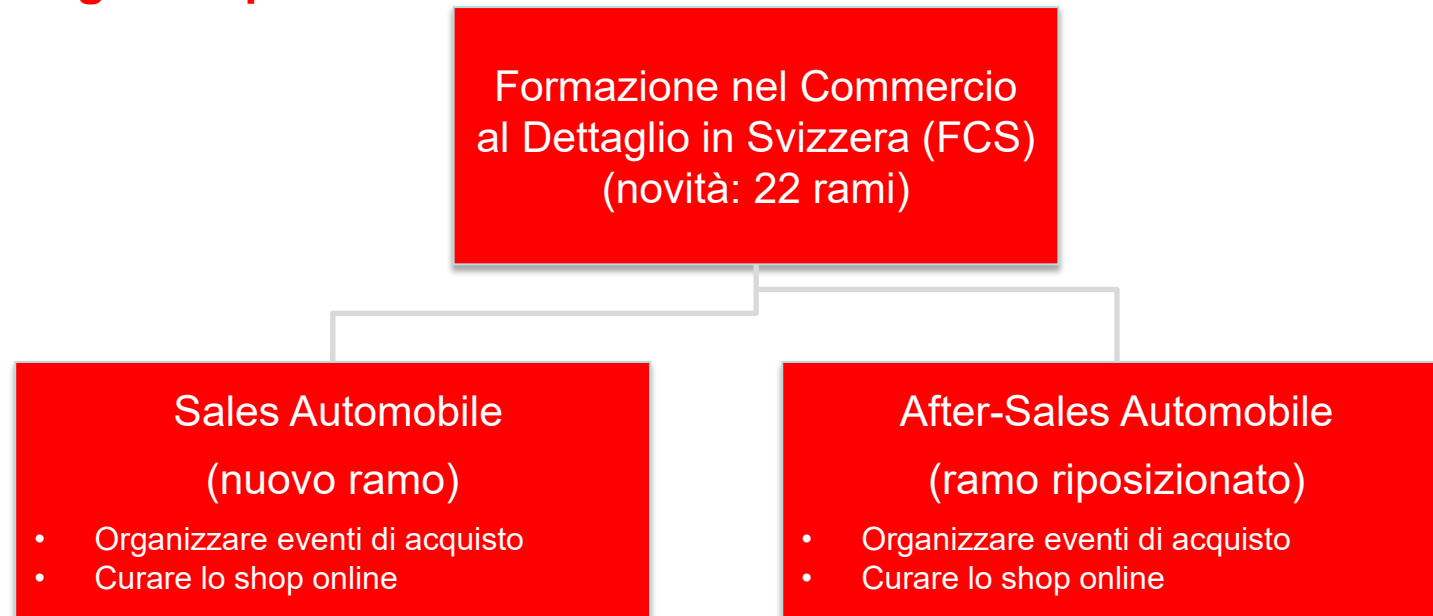 Formazione nel Commercio
al Dettaglio in Svizzera (FCS)
(novità: 22 rami)
Sales Automobile
(nuovo ramo)
• Organizzare eventi di acquisto
• Curare lo shop online
After-Sales Automobile
(ramo riposizionato)
• Organizzare eventi di acquisto
• Curare lo shop online